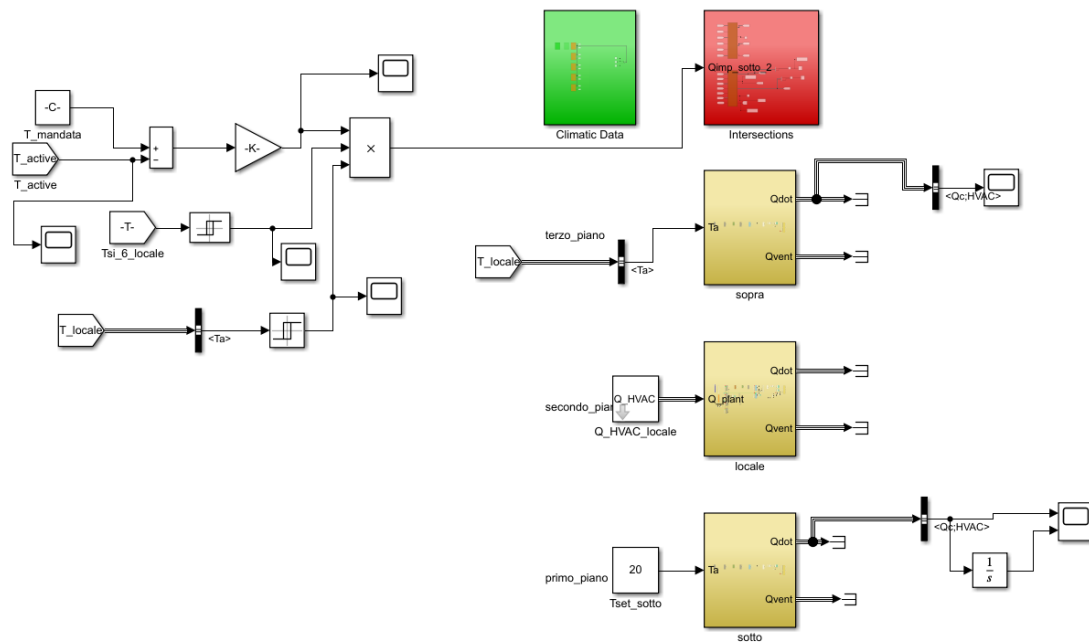 -C-
T_mandata
T_active
T_active
+
−
-K-
×
-T-
Tsi_6_locale
T_locale
<Ta>
Climatic Data
Qimp_sotto_2
Intersections
terzo_piano
T_locale
<Ta>
Ta
Qdot
Qvent
sopra
<Qc;HVAC>
secondo_pian
Q_HVAC
Q_HVAC_locale
Q_plant
Qdot
Qvent
locale
primo_piano
20
Tset_sotto
Ta
Qdot
Qvent
sotto
<Qc;HVAC>
1
s